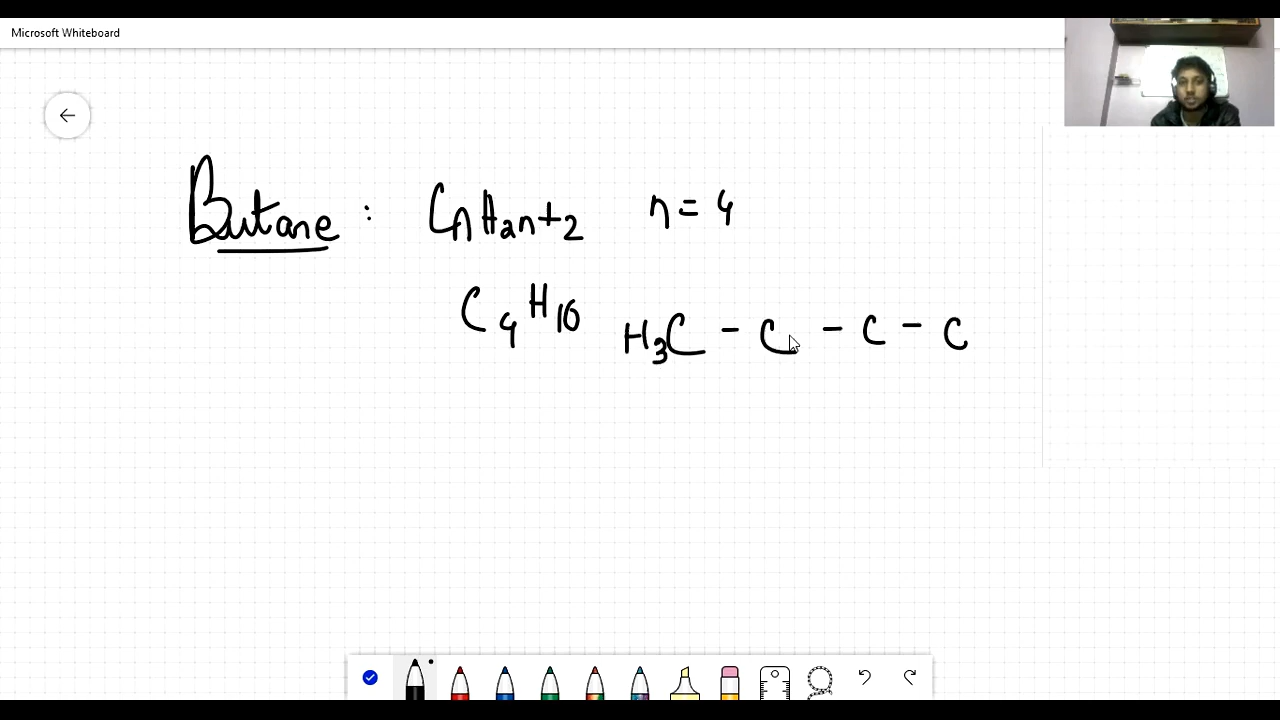 Microsoft Whiteboard
Butane : CnH2n+2 n = 4
C4H10 H3C - C - C - C